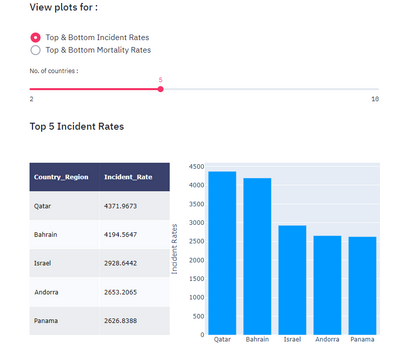 View plots for :
Top & Bottom Incident Rates
Top & Bottom Mortality Rates
No. of countries :
5
2 10
Top 5 Incident Rates
Country_Region Incident_Rate
Qatar 4371.9673
Bahrain 4194.5647
Israel 2928.6442
Andorra 2653.2065
Panama 2626.8388
Incident Rates
4500
4000
3500
3000
2500
2000
1500
1000
500
0
Qatar Bahrain Israel Andorra Panama